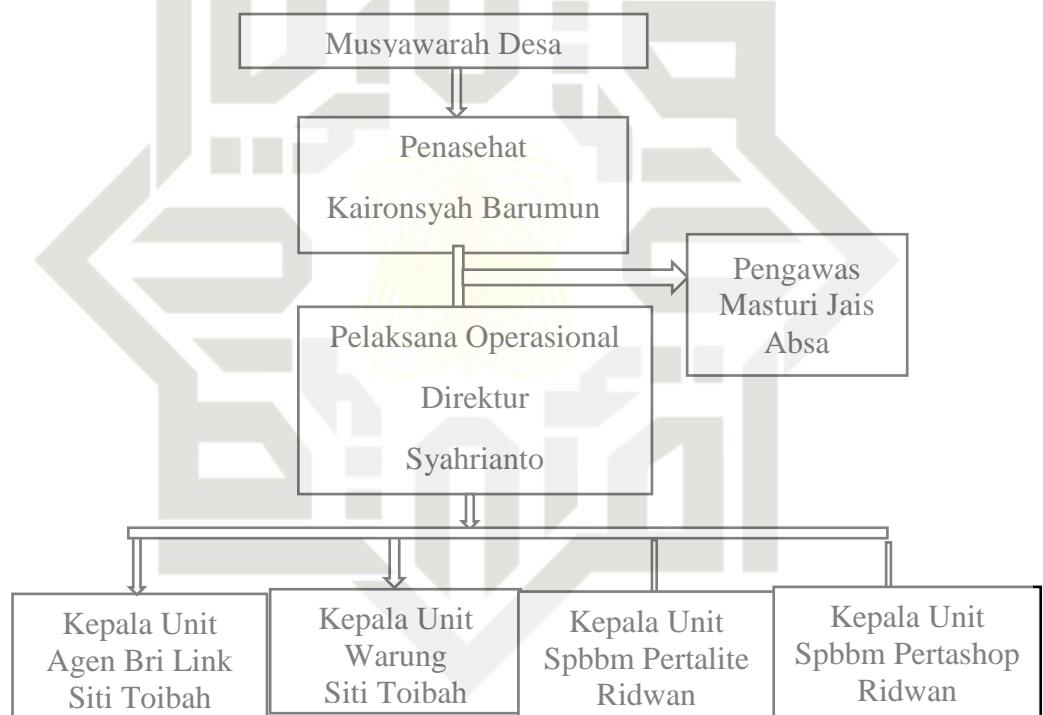 Musyawarah Desa
Penasehat
Kaironsyah Barumun
Pengawas
Masturi Jais
Absa
Pelaksana Operasional
Direktur
Syahrianto
Kepala Unit
Agen Bri Link
Siti Toibah
Kepala Unit
Warung
Siti Toibah
Kepala Unit
Spbbm Pertalite
Ridwan
Kepala Unit
Spbbm Pertashop
Ridwan